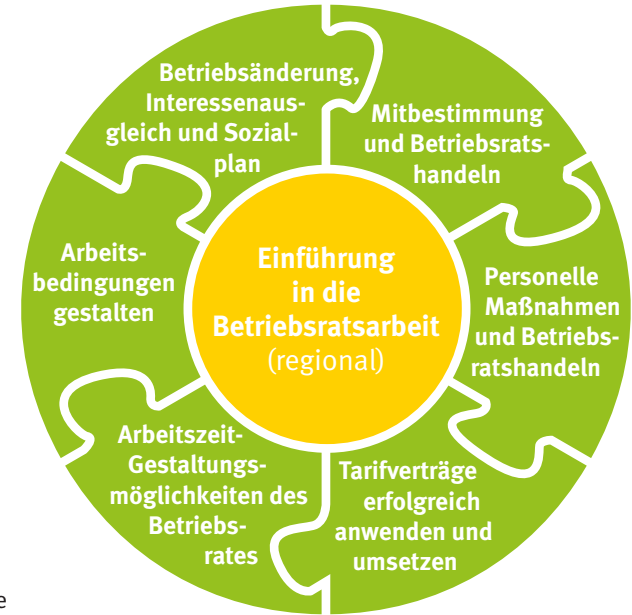 Betriebsänderung,
Interessenaus-
gleich und Sozial-
plan
Mitbestimmung
und Betriebsrats-
handeln
Personelle
Maßnahmen
und Betriebs-
ratshandeln
Tarifverträge
erfolgreich
anwenden und
umsetzen
Arbeitszeit-
Gestaltungs-
möglichkeiten des
Betriebs-
rates
Arbeits-
bedingungen
gestalten
Einführung
in die
Betriebsratsarbeit
(regional)
e